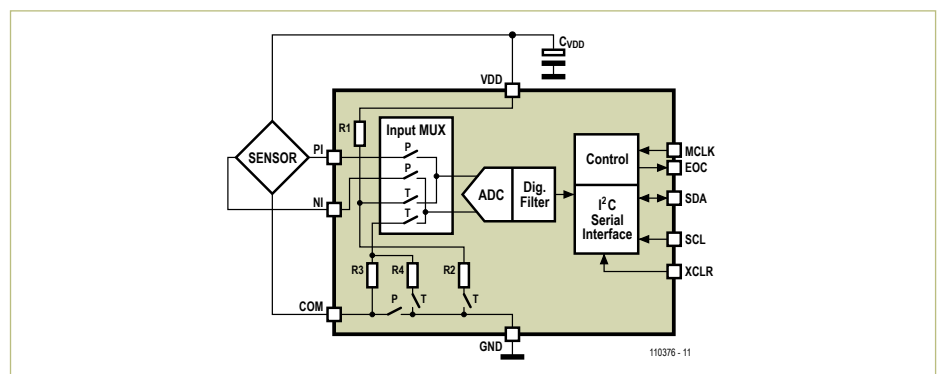 CVDD
VDD
R1
Input MUX
P
P
T
T
SENSOR
PI
NI
ADC
Dig.
Filter
Control
I²C
Serial
Interface
MCLK
EOC
SDA
SCL
XCLR
R3
R4
R2
P
T
T
COM
GND
110376 - 11